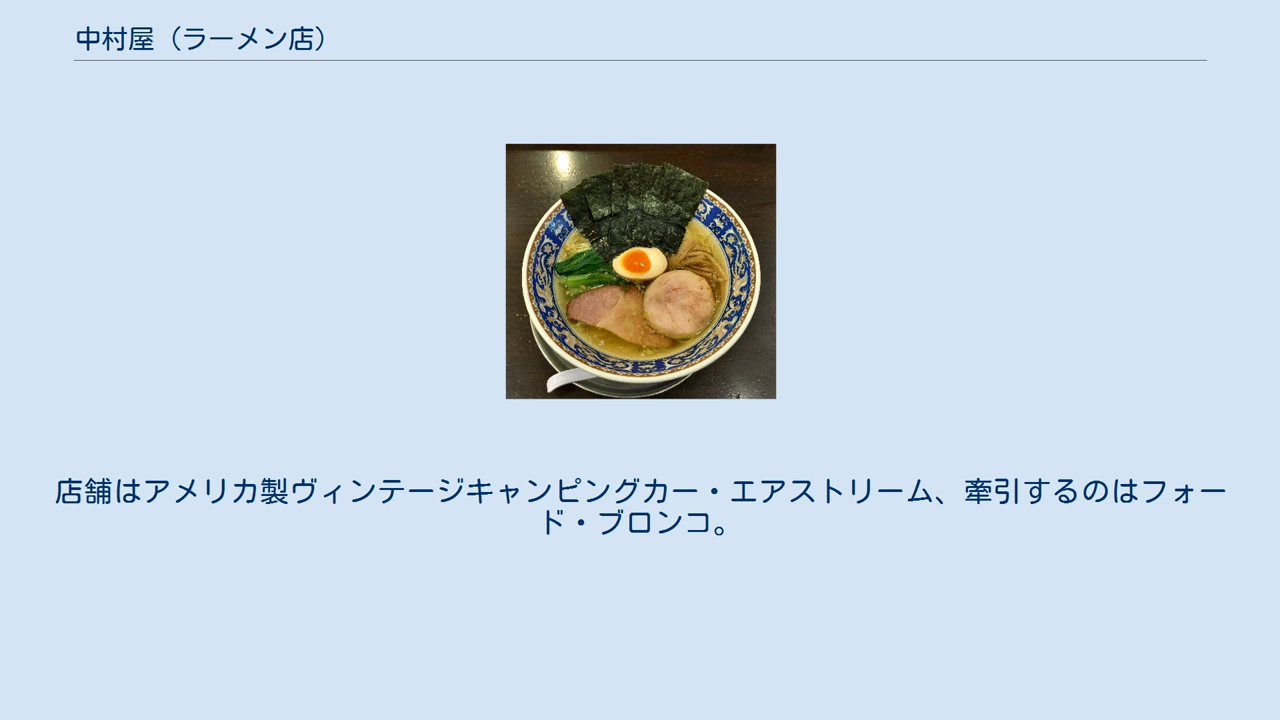 中村屋（ラーメン店）
店舗はアメリカ製ヴィンテージキャンピングカー・エアストリーム、牽引するのはフォー
ド・ブロンコ。